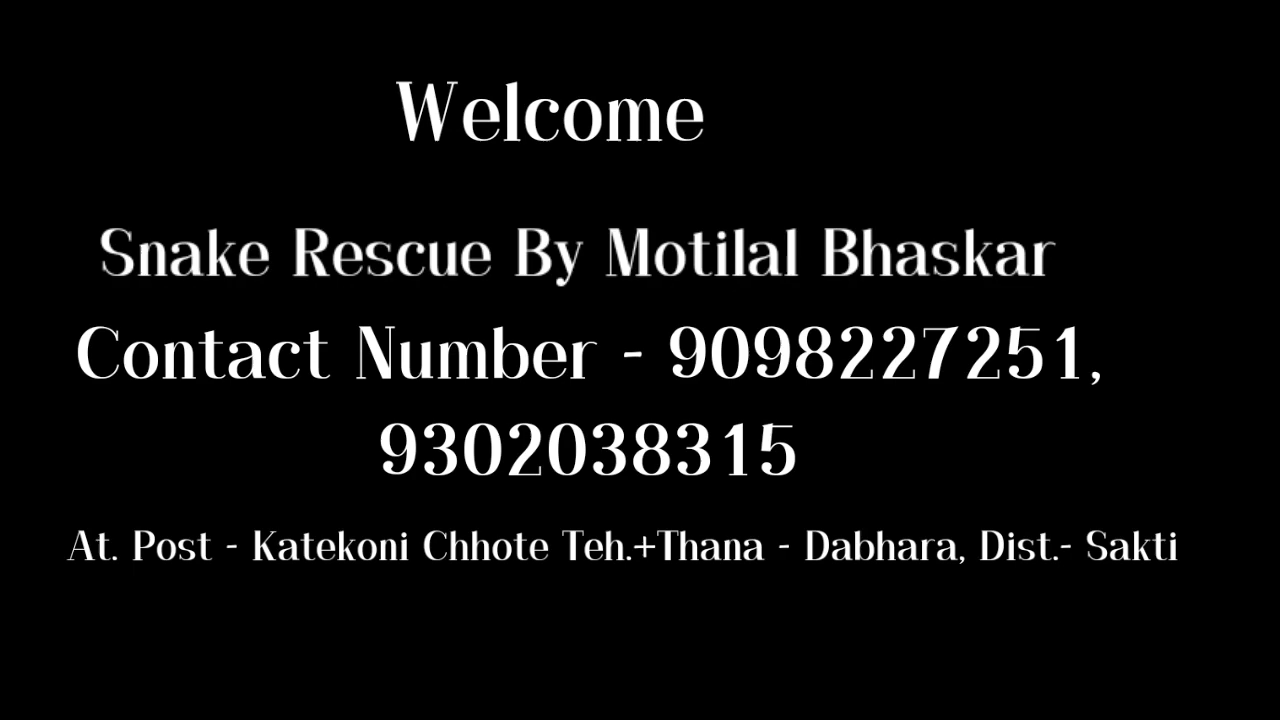 Welcome
Snake Rescue By Motilal Bhaskar
Contact Number - 9098227251,
9302038315
At. Post - Katekoni Chhote Teh.+Thana - Dabhara, Dist.- Sakti